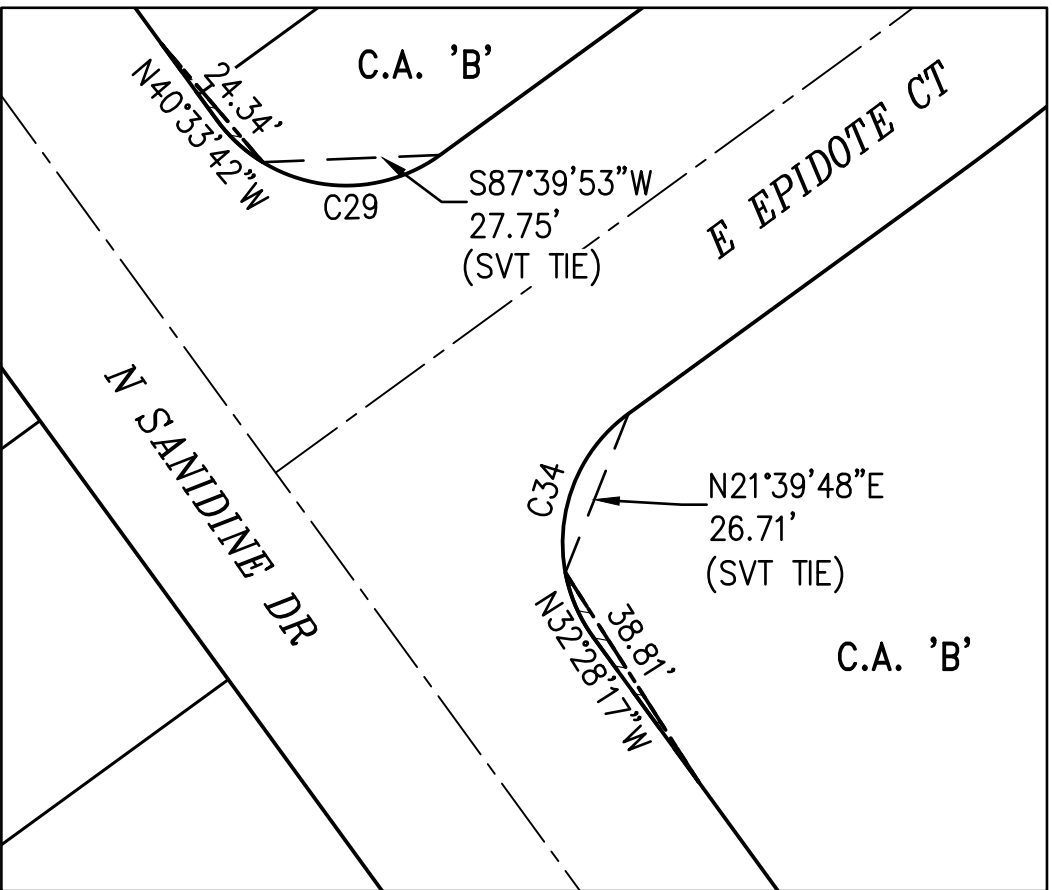 C.A. 'B'
24.34'
N40°33'42"W
C29
S87°39'53"W
27.75'
(SVT TIE)
E EPIDOTE CT
N SANIDINE DR
C34
N21°39'48"E
26.71'
(SVT TIE)
38.81'
N32°28'17"W
C.A. 'B'